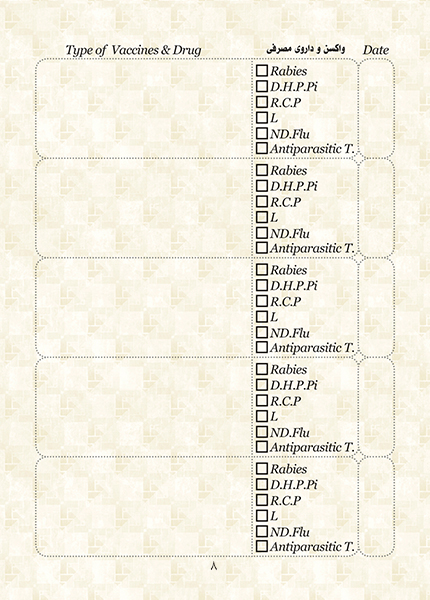 Type of Vaccines & Drug واکسن و داروی مصرفی Date
Rabies
D.H.P.Pi
R.C.P
L
ND.Flu
Antiparasitic T.
Rabies
D.H.P.Pi
R.C.P
L
ND.Flu
Antiparasitic T.
Rabies
D.H.P.Pi
R.C.P
L
ND.Flu
Antiparasitic T.
Rabies
D.H.P.Pi
R.C.P
L
ND.Flu
Antiparasitic T.
Rabies
D.H.P.Pi
R.C.P
L
ND.Flu
Antiparasitic T.
۸